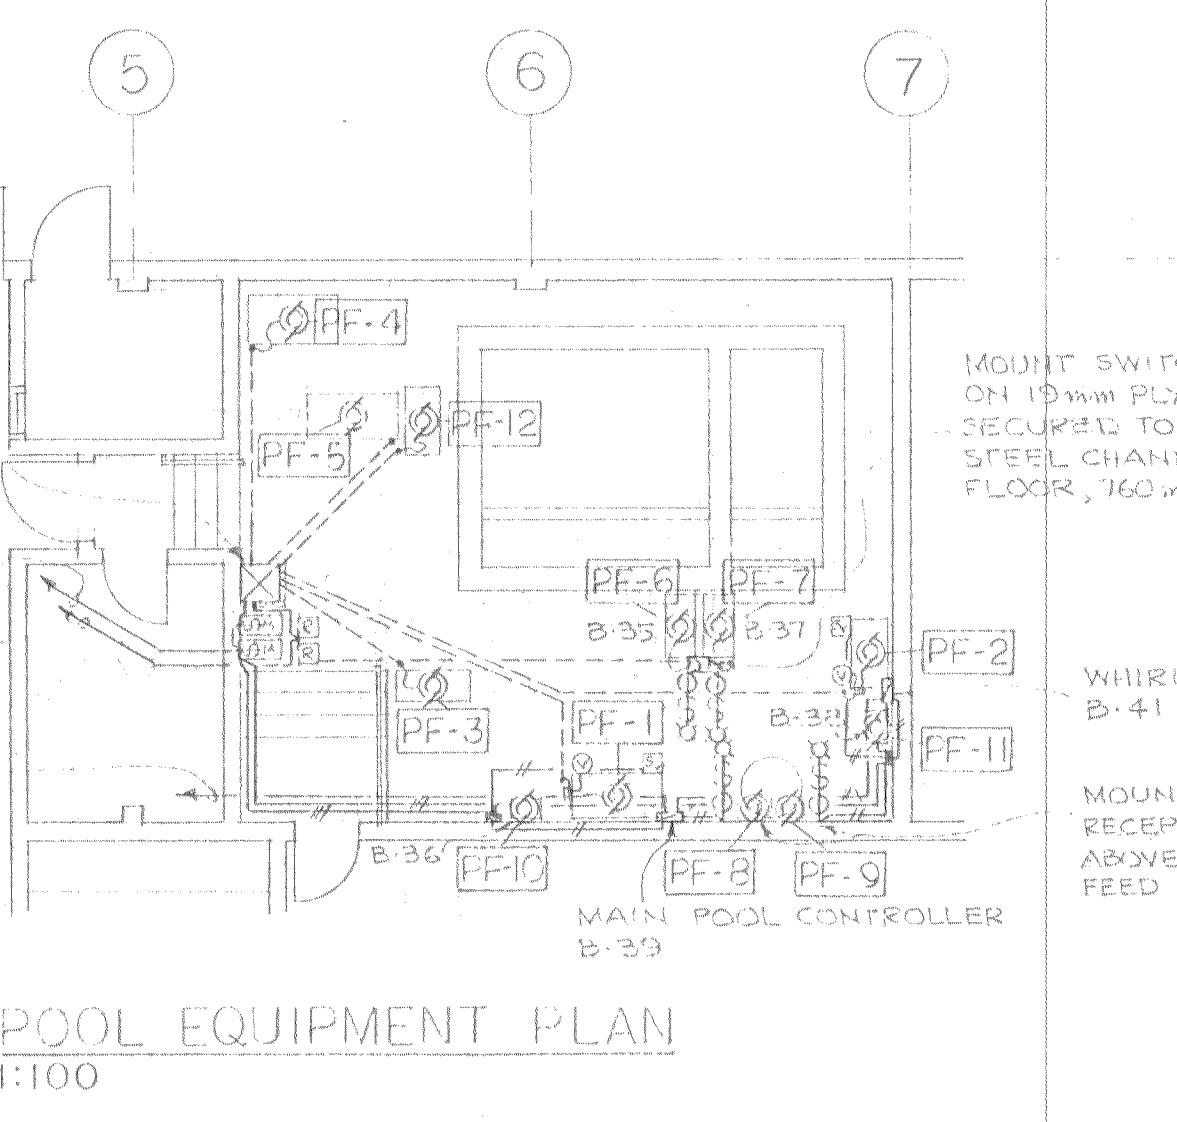 5
6
7
PF-4
PF-12
PF-5
MOUNT SWIT
ON 19mm PLY
SECURED TO
STEEL CHAN
FLOOR, 760 m
PF-6
PF-7
B-35
B-37
PF-2
PF-3
PF-1
B-38
PF-11
WHIRL
B-41
MOUN
RECEP
ABOVE
FEED
B-36
PF-10
PF-8
PF-9
MAIN POOL CONTROLLER
B-39
POOL EQUIPMENT PLAN
1:100